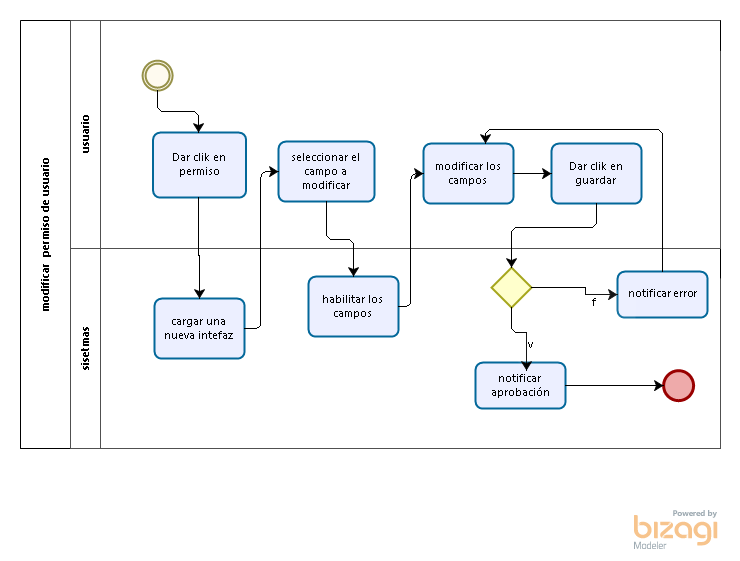 modificar permiso de usuario
usuario
Dar clik en
permiso
seleccionar el
campo a
modificar
modificar los
campos
Dar clik en
guardar
sisetmas
cargar una
nueva intefaz
habilitar los
campos
f
notificar error
v
notificar
aprobación
Powered by
bizagi
Modeler